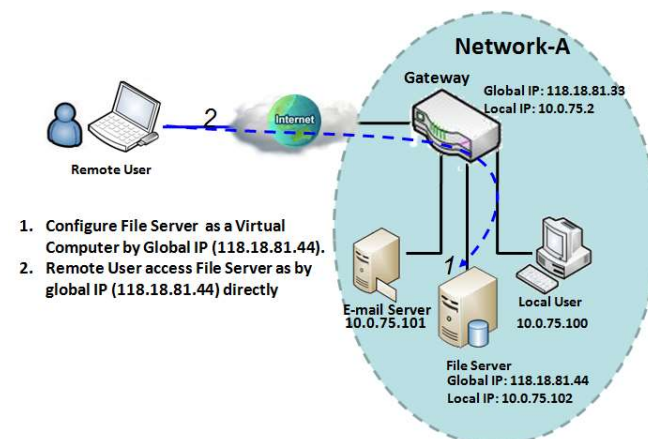 Network-A
Gateway
Global IP: 118.18.81.33
Local IP: 10.0.75.2
2
Internet
Remote User
1. Configure File Server as a Virtual
Computer by Global IP (118.18.81.44).
2. Remote User access File Server as by
global IP (118.18.81.44) directly
1
E-mail Server
10.0.75.101
Local User
10.0.75.100
File Server
Global IP: 118.18.81.44
Local IP: 10.0.75.102